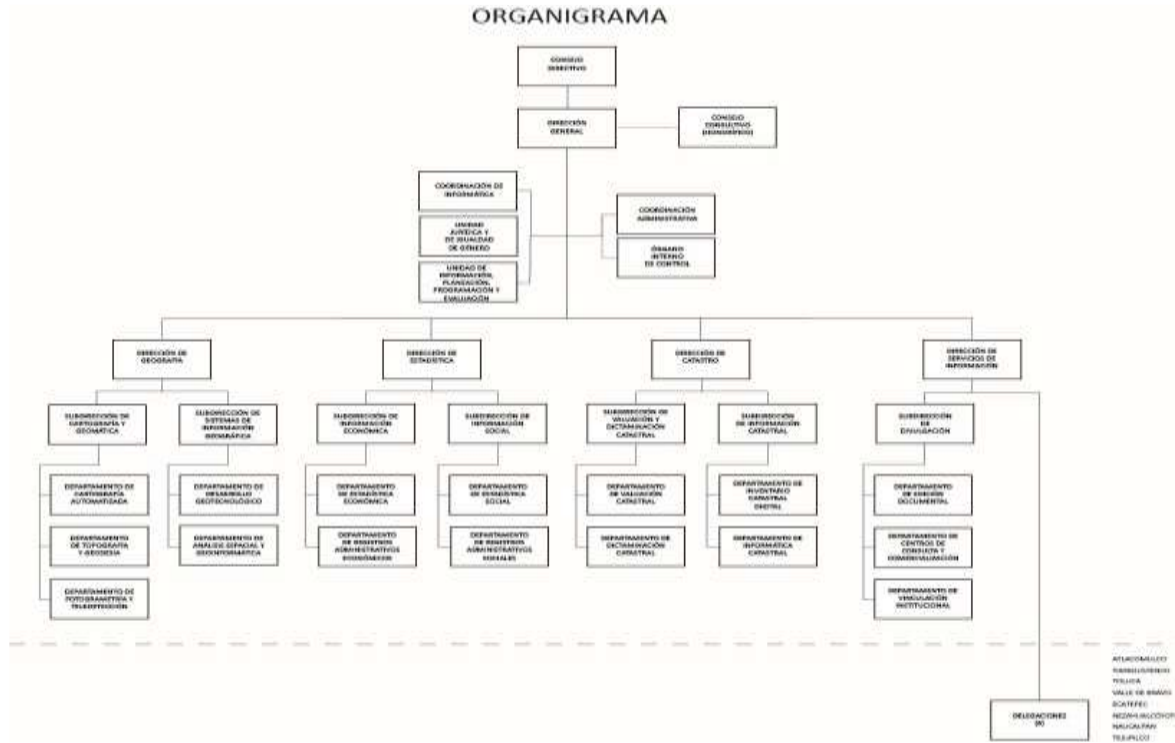 ORGANIGRAMA
CONSEJO
DIRECTIVO
DIRECCIÓN
GENERAL
CONSEJO
CONSULTIVO
(HONORÍFICO)
COORDINACIÓN DE
INFORMÁTICA
UNIDAD
JURÍDICA Y
DE IGUALDAD
DE GÉNERO
UNIDAD DE
INFORMACIÓN,
PLANEACIÓN,
PROGRAMACIÓN Y
EVALUACIÓN
COORDINACIÓN
ADMINISTRATIVA
ÓRGANO
INTERNO
DE CONTROL
DIRECCIÓN DE
GEOGRAFÍA
DIRECCIÓN DE
ESTADÍSTICA
DIRECCIÓN DE
CATASTRO
DIRECCIÓN DE
SERVICIOS DE
INFORMACIÓN
SUBDIRECCIÓN DE
CARTOGRAFÍA Y
GEOMÁTICA
SUBDIRECCIÓN DE
SISTEMAS DE
INFORMACIÓN
GEOGRÁFICA
SUBDIRECCIÓN DE
INFORMACIÓN
ECONÓMICA
SUBDIRECCIÓN DE
INFORMACIÓN
SOCIAL
SUBDIRECCIÓN DE
VALUACIÓN Y
DICTAMINACIÓN
CATASTRAL
SUBDIRECCIÓN
DE INFORMACIÓN
CATASTRAL
SUBDIRECCIÓN
DE
DIVULGACIÓN
DEPARTAMENTO DE
CARTOGRAFÍA
AUTOMATIZADA
DEPARTAMENTO DE
DESARROLLO
GEOTECNOLÓGICO
DEPARTAMENTO
DE ESTADÍSTICA
ECONÓMICA
DEPARTAMENTO
DE ESTADÍSTICA
SOCIAL
DEPARTAMENTO
DE VALUACIÓN
CATASTRAL
DEPARTAMENTO DE
INVENTARIO
CATASTRAL
DIGITAL
DEPARTAMENTO
DE EDICIÓN
DOCUMENTAL
DEPARTAMENTO
DE TOPOGRAFÍA
Y GEODESIA
DEPARTAMENTO DE
ANÁLISIS ESPACIAL Y
GEOINFORMÁTICA
DEPARTAMENTO
DE REGISTROS
ADMINISTRATIVOS
ECONÓMICOS
DEPARTAMENTO
DE REGISTROS
ADMINISTRATIVOS
SOCIALES
DEPARTAMENTO
DE DICTAMINACIÓN
CATASTRAL
DEPARTAMENTO DE
INFORMÁTICA
CATASTRAL
DEPARTAMENTO DE
CENTROS DE
CONSULTA Y
COMERCIALIZACIÓN
DEPARTAMENTO DE
FOTOGRAMETRÍA Y
TELEDETECCIÓN
DEPARTAMENTO DE
VINCULACIÓN
INSTITUCIONAL
DELEGACIONES
(8)
ATLACOMULCO
TIANGUISTENCO
TOLUCA
VALLE DE BRAVO
ECATEPEC
NAUCALPAN
TEJUPILCO